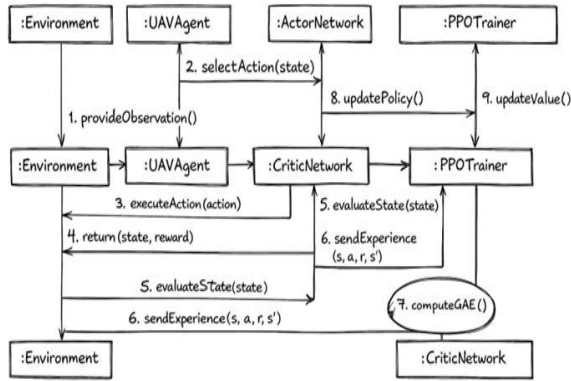 :Environment
:UAVAgent
:ActorNetwork
:PPOTrainer
2. selectAction(state)
8. updatePolicy()
9. updateValue()
1. provideObservation()
:Environment
:UAVAgent
:CriticNetwork
:PPOTrainer
3. executeAction(action)
5. evaluateState(state)
4. return(state, reward)
6. sendExperience
(s, a, r, s')
5. evaluateState(state)
7. computeGAE()
6. sendExperience(s, a, r, s')
:Environment
:CriticNetwork